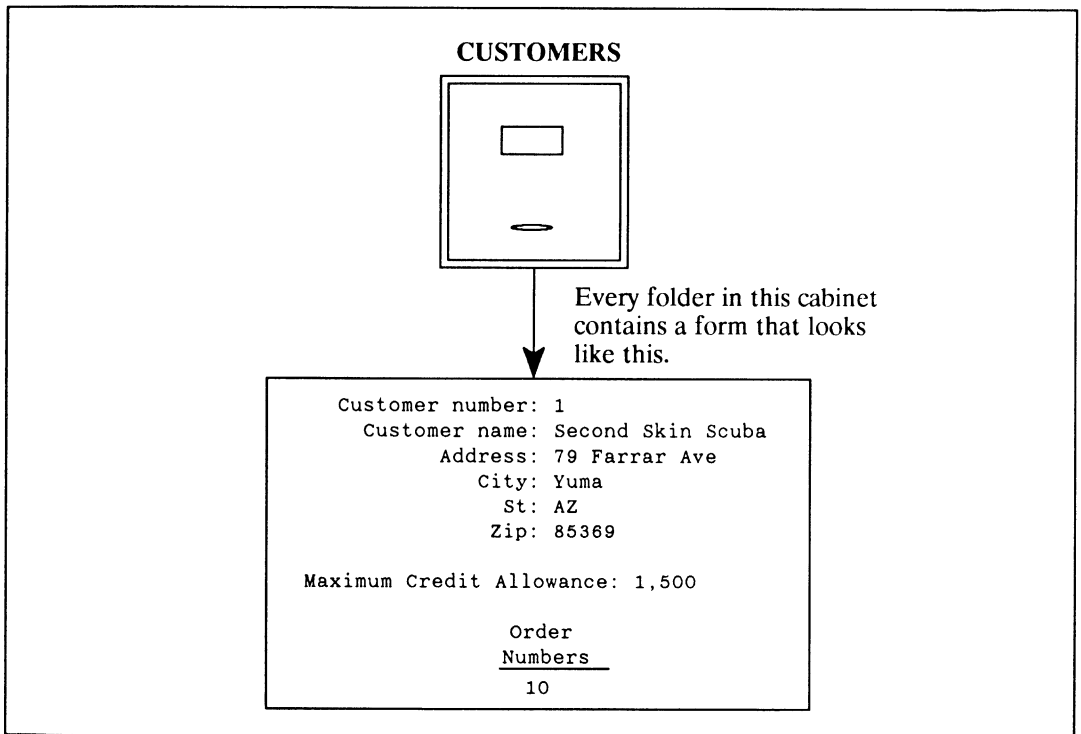 CUSTOMERS
Every folder in this cabinet
contains a form that looks
like this.
Customer number: 1
Customer name: Second Skin Scuba
Address: 79 Farrar Ave
City: Yuma
St: AZ
Zip: 85369
Maximum Credit Allowance: 1,500
Order
Numbers
10